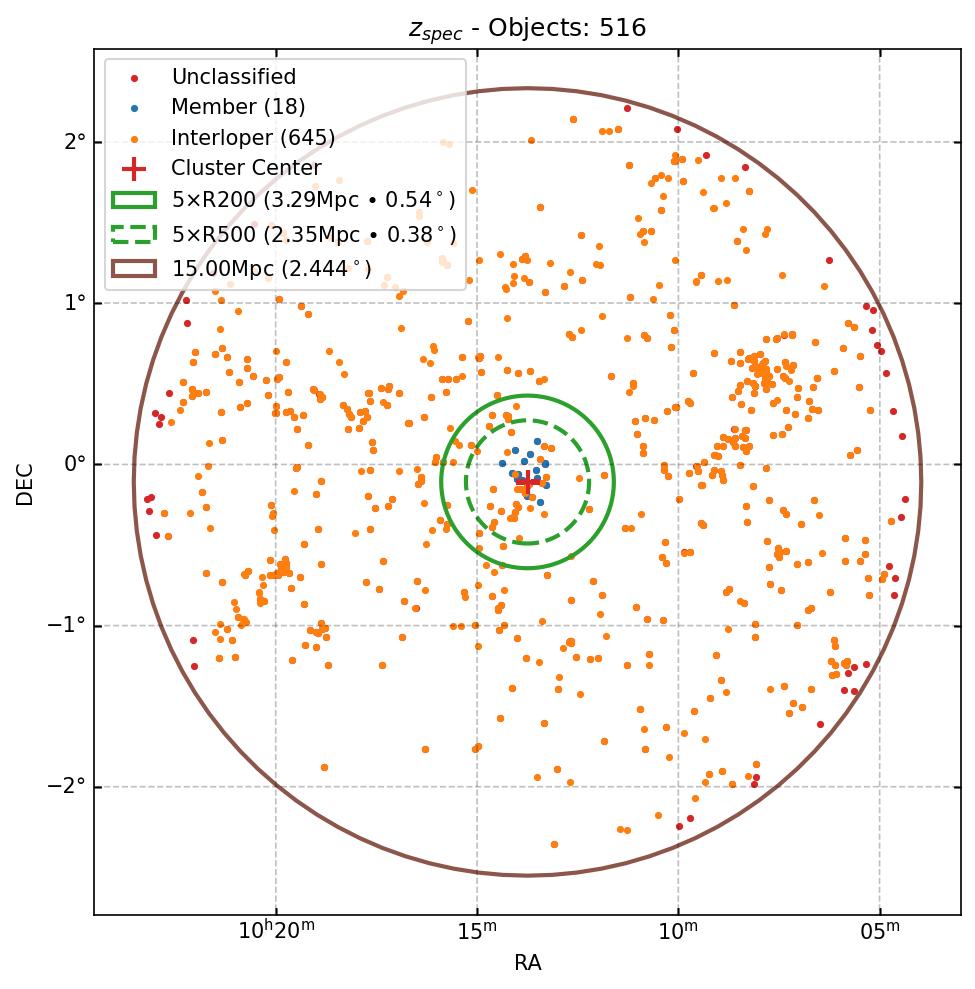 z_spec - Objects: 516
Unclassified
Member (18)
Interloper (645)
Cluster Center
5×R200 (3.29Mpc • 0.54°)
5×R500 (2.35Mpc • 0.38°)
15.00Mpc (2.444°)
2°
1°
0°
−1°
−2°
DEC
10ʰ20ᵐ 15ᵐ 10ᵐ 05ᵐ
RA